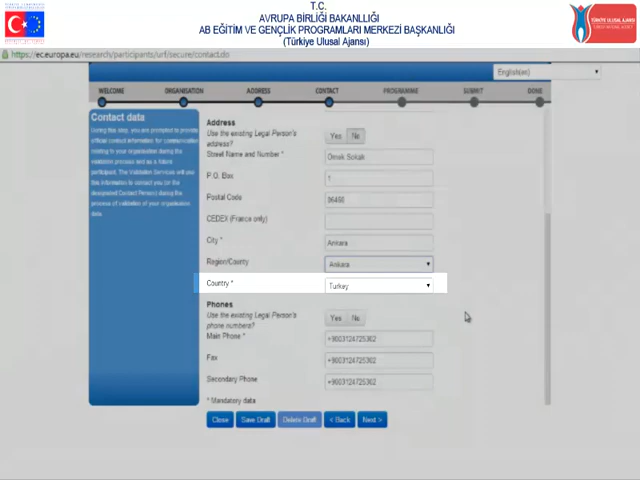 T.C.
AVRUPA BİRLİĞİ BAKANLIĞI
AB EĞİTİM VE GENÇLİK PROGRAMLARI MERKEZİ BAŞKANLIĞI
(Türkiye Ulusal Ajansı)
https://ec.europa.eu/research/participants/urf/secure/contact.do
English(en)
WELCOME ORGANISATION ADDRESS CONTACT PROGRAMME SUBMIT DONE
Contact data
During this step, you are prompted to provide
official contact information for communication
relating to your organisation during the
validation process and as a future
participant. The Validation Services will use
this information to contact you (or the
designated Contact Person) during the
process of validation of your organisation
data.
Address
Use the existing Legal Person's
address?
Yes No
Street Name and Number * Örnek Sokak
P.O. Box 1
Postal Code 06450
CEDEX (France only)
City * Ankara
Region/County Ankara
Country * Turkey
Phones
Use the existing Legal Person's
phone numbers?
Yes No
Main Phone * +9003124725302
Fax +9003124725302
Secondary Phone +9003124725302
* Mandatory data
Close Save Draft Delete Draft < Back Next >